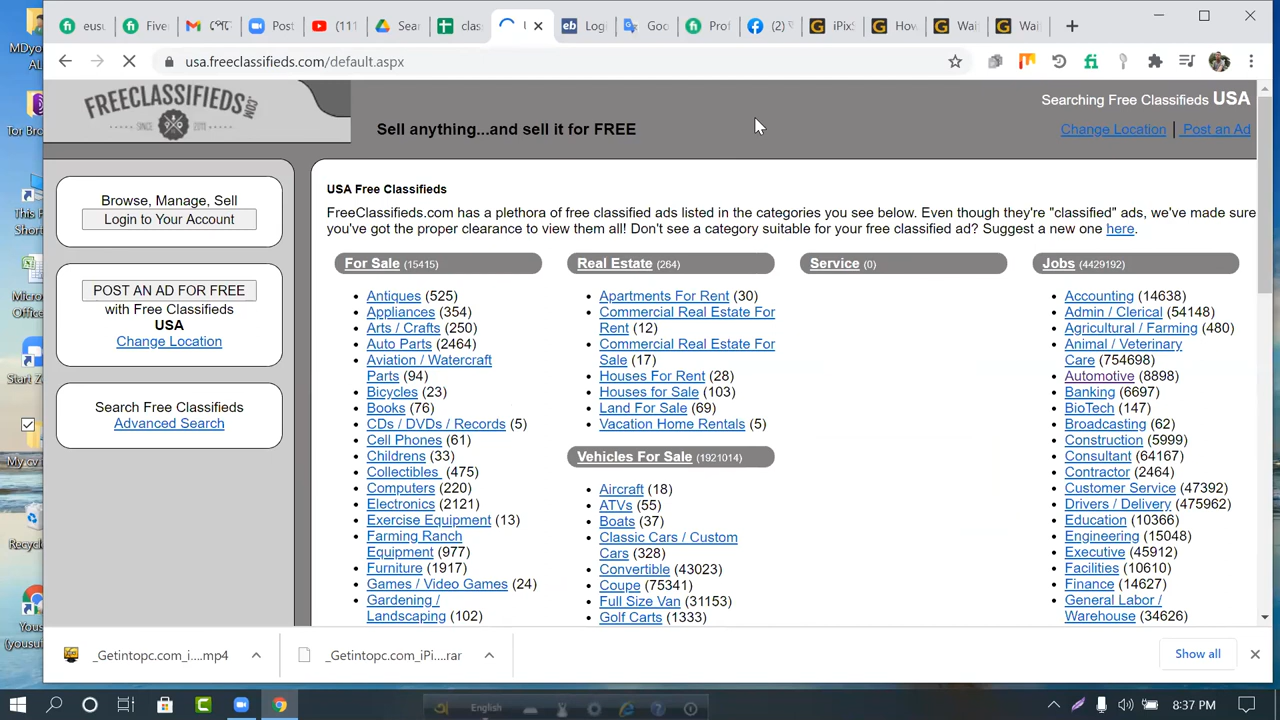 eusu
Five
Post
(111
Sear
clas
Logi
Goo
Prof
(2)
iPixS
How
Wai
Wai
usa.freeclassifieds.com/default.aspx
FREECLASSIFIEDS.COM
SINCE
Sell anything...and sell it for FREE
Searching Free Classifieds USA
Change Location | Post an Ad
Browse, Manage, Sell
Login to Your Account
POST AN AD FOR FREE
with Free Classifieds
USA
Change Location
Search Free Classifieds
Advanced Search
USA Free Classifieds
FreeClassifieds.com has a plethora of free classified ads listed in the categories you see below. Even though they're "classified" ads, we've made sure
you've got the proper clearance to view them all! Don't see a category suitable for your free classified ad? Suggest a new one here.
For Sale (15415)
Antiques (525)
Appliances (354)
Arts / Crafts (250)
Auto Parts (2464)
Aviation / Watercraft
Parts (94)
Bicycles (23)
Books (76)
CDs / DVDs / Records (5)
Cell Phones (61)
Childrens (33)
Collectibles (475)
Computers (220)
Electronics (2121)
Exercise Equipment (13)
Farming Ranch
Equipment (977)
Furniture (1917)
Games / Video Games (24)
Gardening /
Landscaping (102)
Real Estate (264)
Apartments For Rent (30)
Commercial Real Estate For
Rent (12)
Commercial Real Estate For
Sale (17)
Houses For Rent (28)
Houses for Sale (103)
Land For Sale (69)
Vacation Home Rentals (5)
Vehicles For Sale (1921014)
Aircraft (18)
ATVs (55)
Boats (37)
Classic Cars / Custom
Cars (328)
Convertible (43023)
Coupe (75341)
Full Size Van (31153)
Golf Carts (1333)
Service (0)
Jobs (4429192)
Accounting (14638)
Admin / Clerical (54148)
Agricultural / Farming (480)
Animal / Veterinary
Care (754698)
Automotive (8898)
Banking (6697)
BioTech (147)
Broadcasting (62)
Construction (5999)
Consultant (64167)
Contractor (2464)
Customer Service (47392)
Drivers / Delivery (475962)
Education (10366)
Engineering (15048)
Executive (45912)
Facilities (10610)
Finance (14627)
General Labor /
Warehouse (34626)
_Getintopc.com_i....mp4
_Getintopc.com_iPi....rar
Show all
English
8:37 PM